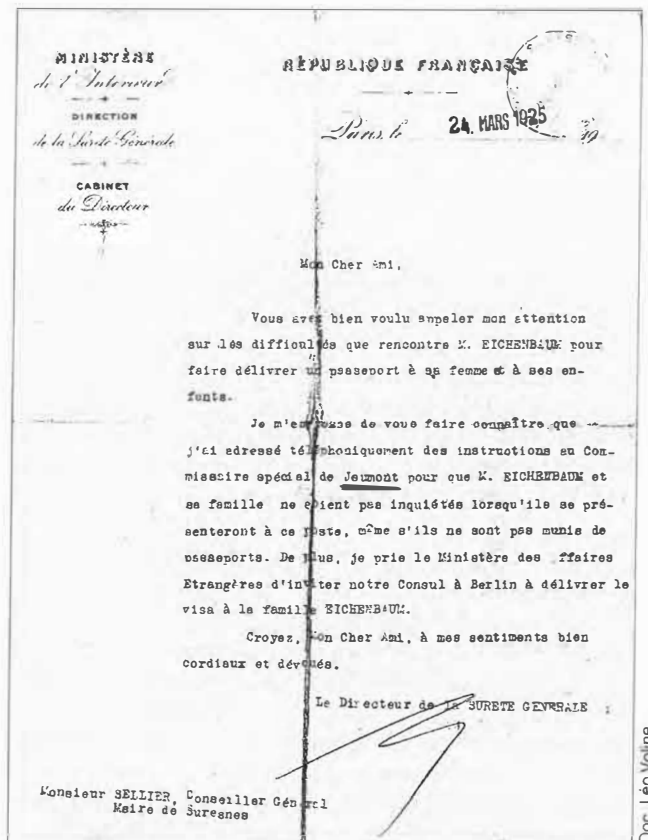 MINISTÈRE
de l'Intérieur
DIRECTION
de la Sureté Générale
CABINET
du Directeur
RÉPUBLIQUE FRANÇAISE
Paris, le 24. MARS 1925 19
Mon Cher Ami,
Vous avez bien voulu appeler mon attention
sur les difficultés que rencontre M. EICHENBAUM pour
faire délivrer un passeport à sa femme et à ses en-
fants.
Je m'empresse de vous faire connaître que
j'ai adressé téléphoniquement des instructions au Com-
missaire spécial de Jeumont pour que M. EICHENBAUM et
sa famille ne soient pas inquiétés lorsqu'ils se pré-
senteront à ce poste, même s'ils ne sont pas munis de
passeports. De plus, je prie le Ministère des ffaires
Etrangères d'inviter notre Consul à Berlin à délivrer le
visa à la famille EICHENBAUM.
Croyez, Mon Cher Ami, à mes sentiments bien
cordiaux et dévoués.
Le Directeur de la SURETE GENERALE
Monsieur SELLIER, Conseiller Général
Maire de Suresnes
Doc. Léo Voline